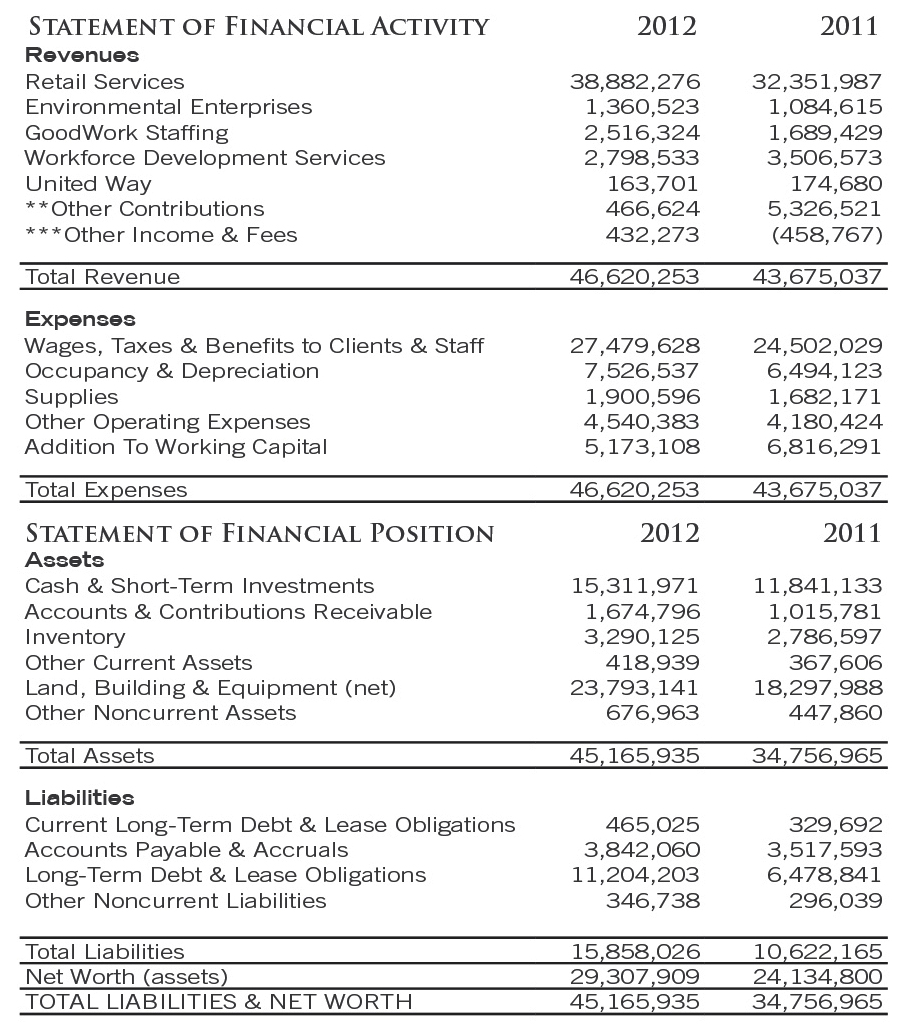 STATEMENT OF FINANCIAL ACTIVITY 2012 2011
Revenues
Retail Services 38,882,276 32,351,987
Environmental Enterprises 1,360,523 1,084,615
GoodWork Staffing 2,516,324 1,689,429
Workforce Development Services 2,798,533 3,506,573
United Way 163,701 174,680
**Other Contributions 466,624 5,326,521
***Other Income & Fees 432,273 (458,767)
Total Revenue 46,620,253 43,675,037
Expenses
Wages, Taxes & Benefits to Clients & Staff 27,479,628 24,502,029
Occupancy & Depreciation 7,526,537 6,494,123
Supplies 1,900,596 1,682,171
Other Operating Expenses 4,540,383 4,180,424
Addition To Working Capital 5,173,108 6,816,291
Total Expenses 46,620,253 43,675,037
STATEMENT OF FINANCIAL POSITION 2012 2011
Assets
Cash & Short-Term Investments 15,311,971 11,841,133
Accounts & Contributions Receivable 1,674,796 1,015,781
Inventory 3,290,125 2,786,597
Other Current Assets 418,939 367,606
Land, Building & Equipment (net) 23,793,141 18,297,988
Other Noncurrent Assets 676,963 447,860
Total Assets 45,165,935 34,756,965
Liabilities
Current Long-Term Debt & Lease Obligations 465,025 329,692
Accounts Payable & Accruals 3,842,060 3,517,593
Long-Term Debt & Lease Obligations 11,204,203 6,478,841
Other Noncurrent Liabilities 346,738 296,039
Total Liabilities 15,858,026 10,622,165
Net Worth (assets) 29,307,909 24,134,800
TOTAL LIABILITIES & NET WORTH 45,165,935 34,756,965